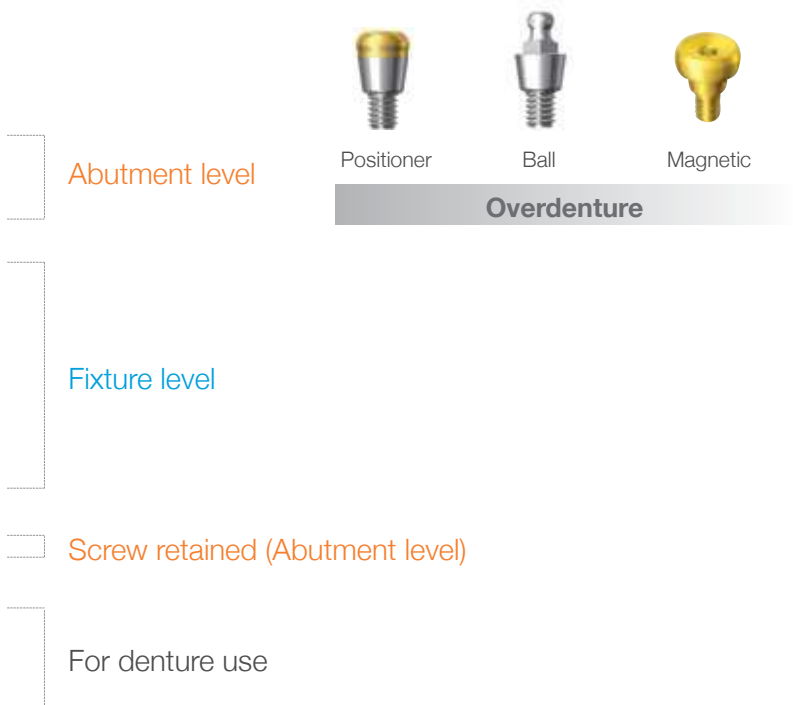 Positioner Ball Magnetic
Abutment level
Overdenture
Fixture level
Screw retained (Abutment level)
For denture use